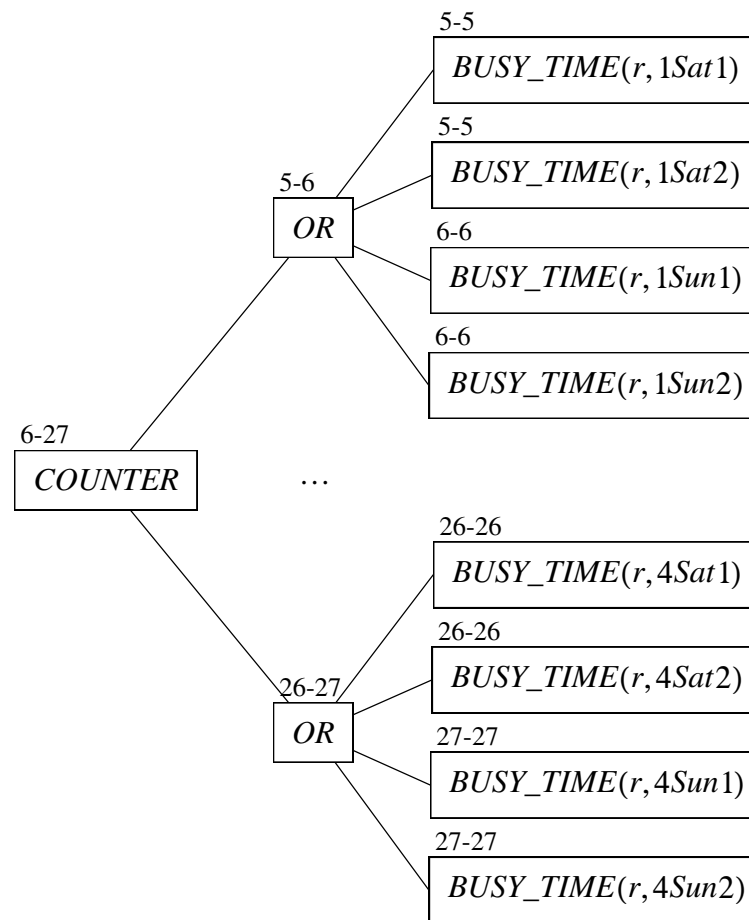 5-5
BUSY_TIME(r, 1Sat1)
5-5
BUSY_TIME(r, 1Sat2)
5-6
OR
6-6
BUSY_TIME(r, 1Sun1)
6-6
BUSY_TIME(r, 1Sun2)
6-27
COUNTER
...
26-26
BUSY_TIME(r, 4Sat1)
26-26
BUSY_TIME(r, 4Sat2)
26-27
OR
27-27
BUSY_TIME(r, 4Sun1)
27-27
BUSY_TIME(r, 4Sun2)